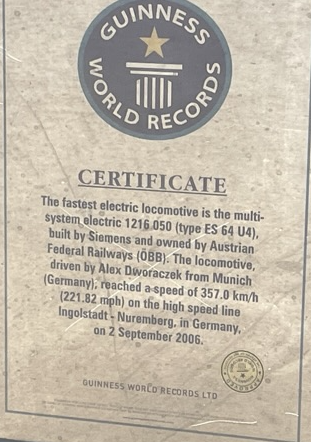 GUINNESS
WORLD RECORDS
CERTIFICATE
The fastest electric locomotive is the multi-
system electric 1216 050 (type ES 64 U4),
built by Siemens and owned by Austrian
Federal Railways (ÖBB). The locomotive,
driven by Alex Dworaczek from Munich
(Germany), reached a speed of 357.0 km/h
(221.82 mph) on the high speed line
Ingolstadt - Nuremberg, in Germany,
on 2 September 2006.
GUINNESS WORLD RECORDS LTD